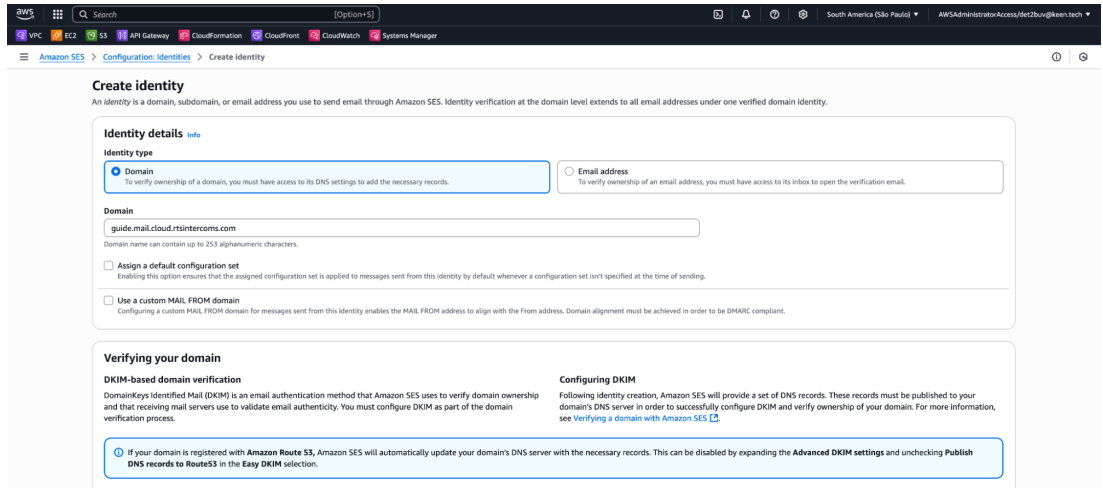 aws
Search
[Option+S]
South America (São Paulo)
AWSAdministratorAccess/det2buv@keen.tech
VPC
EC2
S3
API Gateway
CloudFormation
CloudFront
CloudWatch
Systems Manager
Amazon SES > Configuration: Identities > Create identity
Create identity
An identity is a domain, subdomain, or email address you use to send email through Amazon SES. Identity verification at the domain level extends to all email addresses under one verified domain identity.
Identity details Info
Identity type
Domain
To verify ownership of a domain, you must have access to its DNS settings to add the necessary records.
Email address
To verify ownership of an email address, you must have access to its inbox to open the verification email.
Domain
guide.mail.cloud.rtsintercoms.com
Domain name can contain up to 253 alphanumeric characters.
Assign a default configuration set
Enabling this option ensures that the assigned configuration set is applied to messages sent from this identity by default whenever a configuration set isn't specified at the time of sending.
Use a custom MAIL FROM domain
Configuring a custom MAIL FROM domain for messages sent from this identity enables the MAIL FROM address to align with the From address. Domain alignment must be achieved in order to be DMARC compliant.
Verifying your domain
DKIM-based domain verification
DomainKeys Identified Mail (DKIM) is an email authentication method that Amazon SES uses to verify domain ownership
and that receiving mail servers use to validate email authenticity. You must configure DKIM as part of the domain
verification process.
Configuring DKIM
Following identity creation, Amazon SES will provide a set of DNS records. These records must be published to your
domain's DNS server in order to successfully configure DKIM and verify ownership of your domain. For more information,
see Verifying a domain with Amazon SES
If your domain is registered with Amazon Route 53, Amazon SES will automatically update your domain's DNS server with the necessary records. This can be disabled by expanding the Advanced DKIM settings and unchecking Publish
DNS records to Route53 in the Easy DKIM selection.